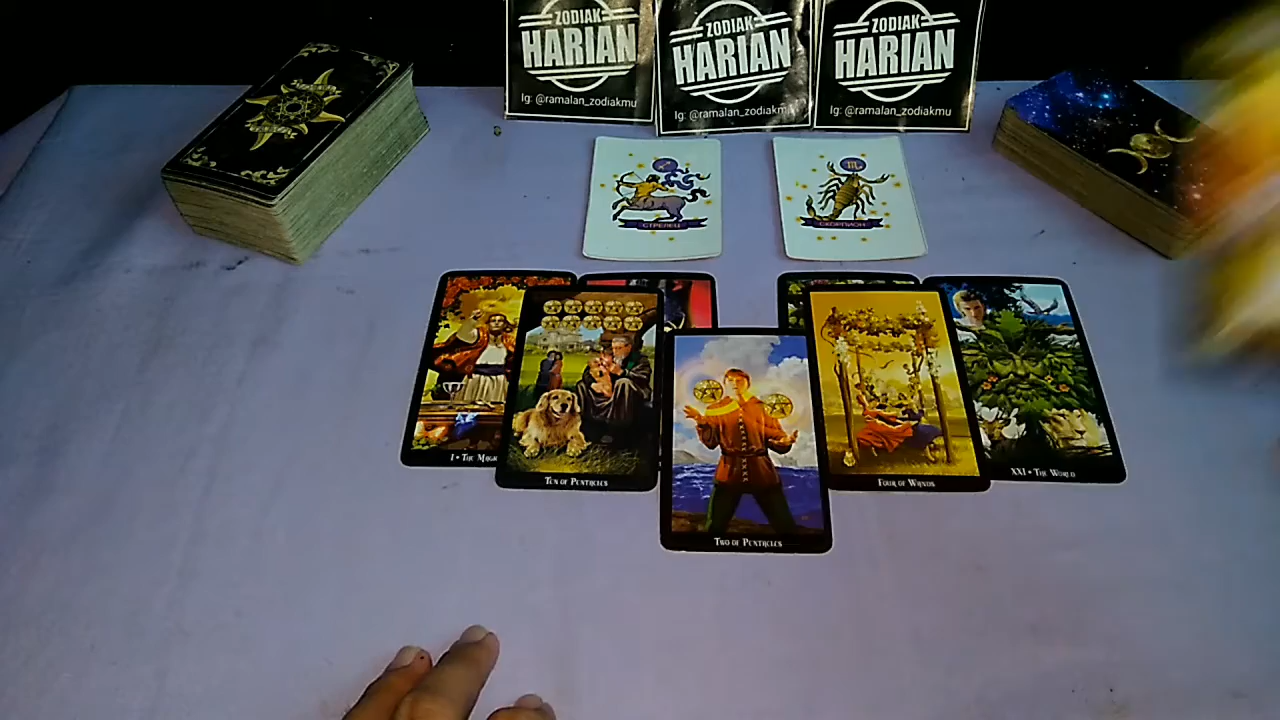 ZODIAK
HARIAN
Ig: @ramalan_zodiakmu
ZODIAK
HARIAN
Ig: @ramalan_zodiakmu
ZODIAK
HARIAN
Ig: @ramalan_zodiakmu
СТРЕЛЕЦ
СКОРПИОН
I • The
Ten of Pentacles
Two of Pentacles
Four of Wands
XXI • The World